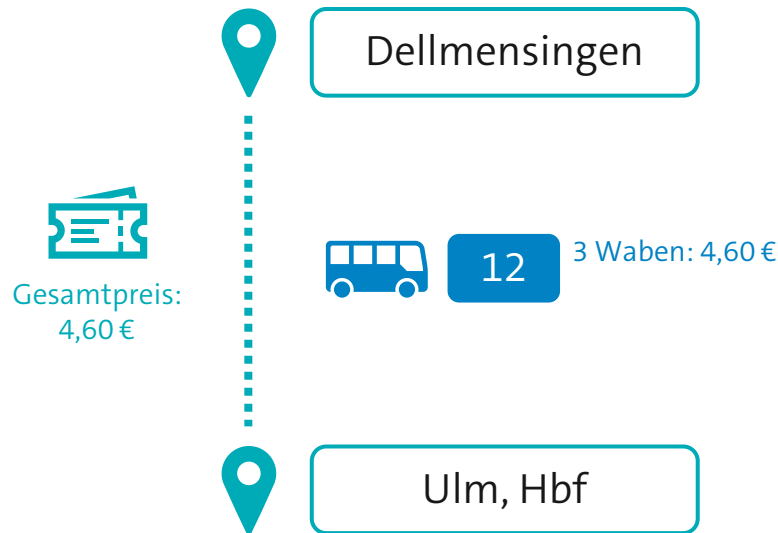 Dellmensingen
12
3 Waben: 4,60 €
Gesamtpreis:
4,60 €
Ulm, Hbf